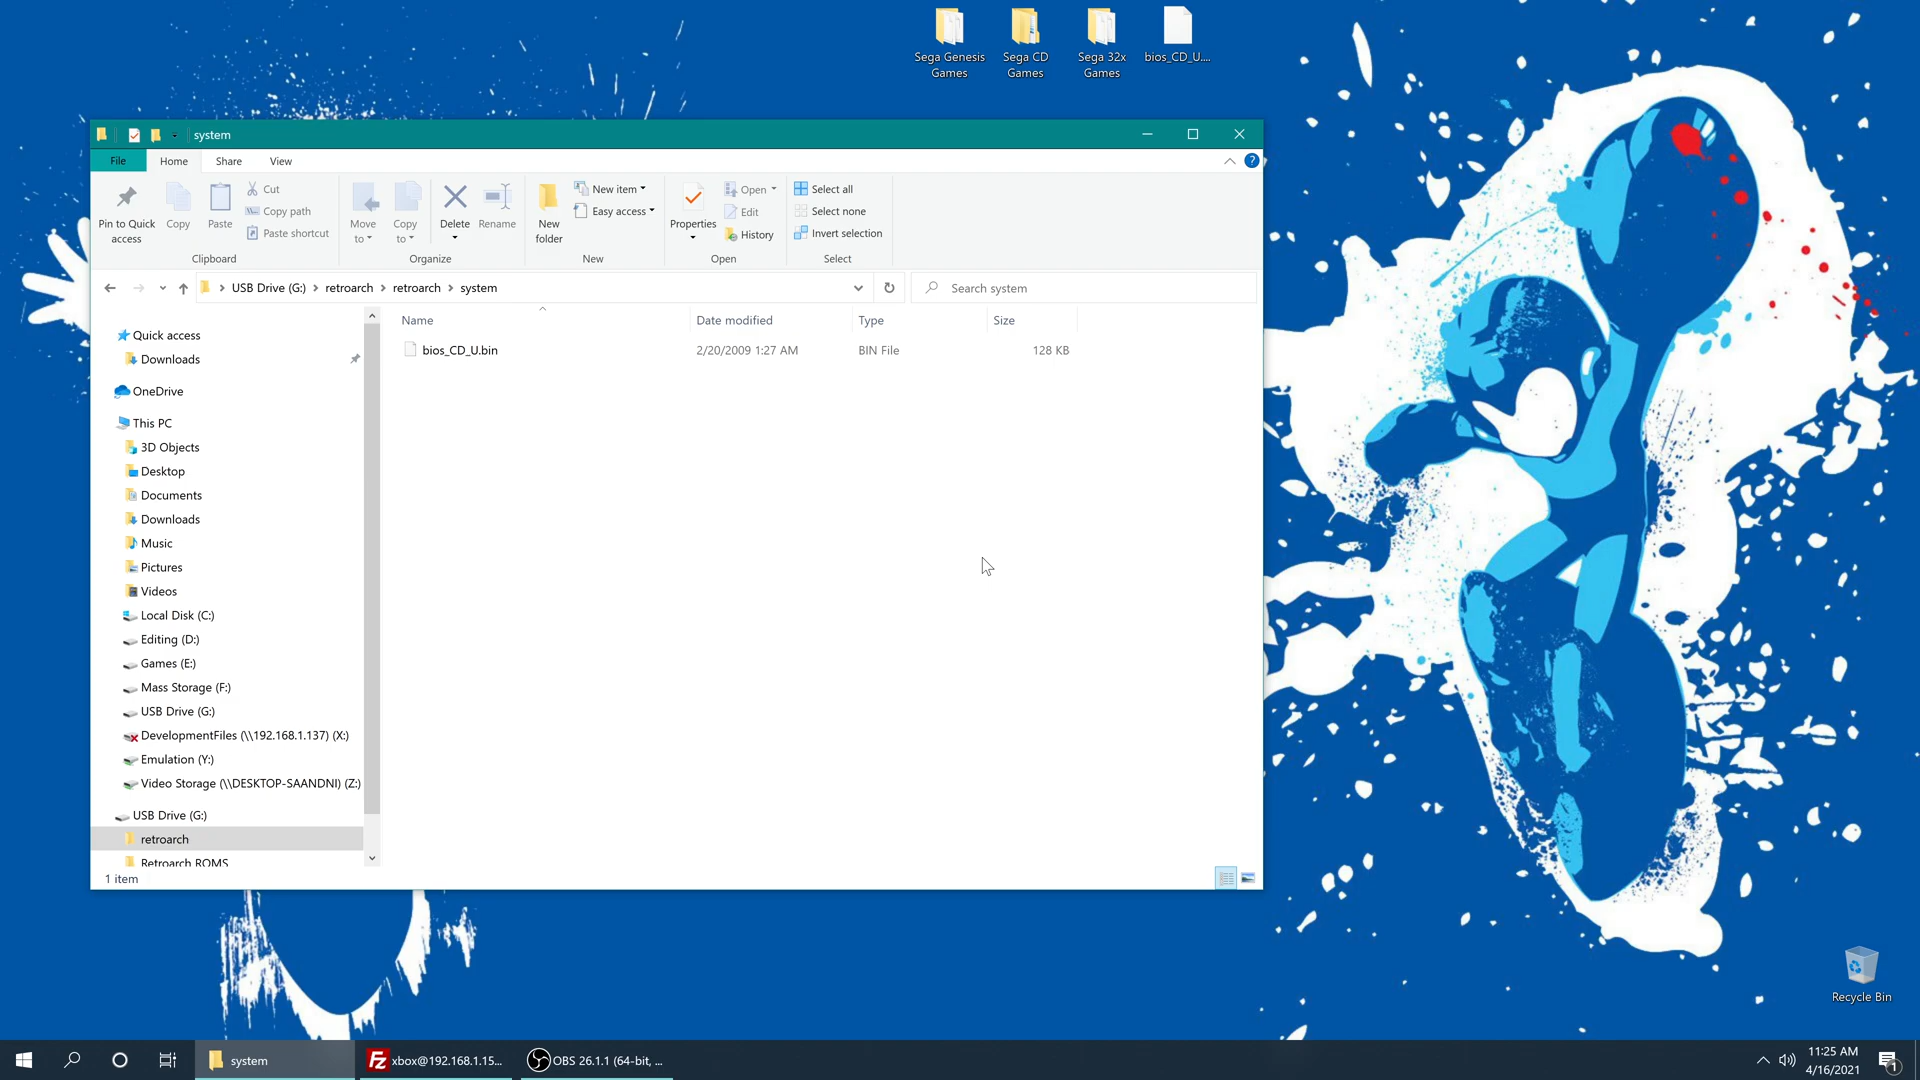 Sega Genesis
Games
Sega CD
Games
Sega 32x
Games
bios_CD_U....
system
File
Home
Share
View
?
Pin to Quick
access
Copy
Paste
Cut
Copy path
Paste shortcut
Clipboard
Move
to
Copy
to
Delete
Rename
Organize
New
folder
New item
Easy access
New
Properties
Open
Edit
History
Open
Select all
Select none
Invert selection
Select
USB Drive (G:)
retroarch
retroarch
system
Search system
Name
Date modified
Type
Size
bios_CD_U.bin
2/20/2009 1:27 AM
BIN File
128 KB
Quick access
Downloads
OneDrive
This PC
3D Objects
Desktop
Documents
Downloads
Music
Pictures
Videos
Local Disk (C:)
Editing (D:)
Games (E:)
Mass Storage (F:)
USB Drive (G:)
DevelopmentFiles (\\192.168.1.137) (X:)
Emulation (Y:)
Video Storage (\\DESKTOP-SAANDNI) (Z:)
USB Drive (G:)
retroarch
Retroarch ROMS
1 item
Recycle Bin
system
Fz
xbox@192.168.1.15...
OBS 26.1.1 (64-bit, ...
11:25 AM
4/16/2021
1